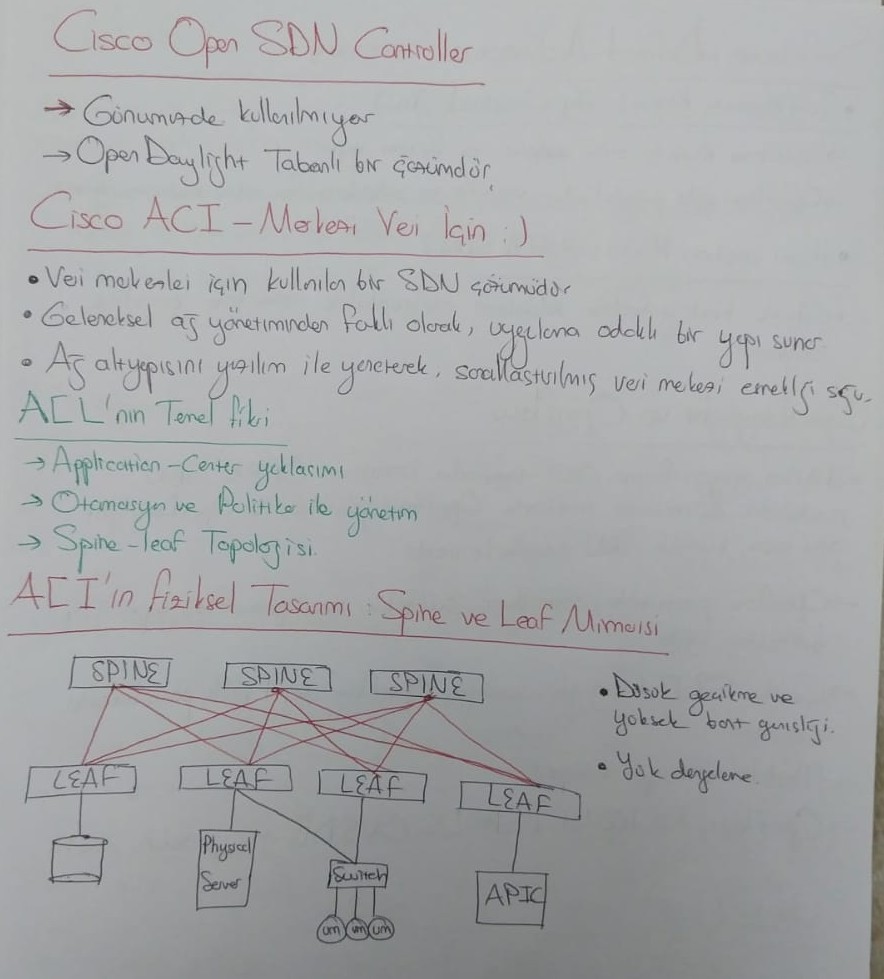 Cisco Open SDN Controller
→ Günümüzde kullanılmıyor
→ OpenDaylight Tabanlı bir çözümdür.
Cisco ACI – Merkezi Veri İçin :)
• Veri merkezleri için kullanılan bir SDN çözümüdür
• Geleneksel ağ yönetiminden farklı olarak, uygulama odaklı bir yapı sunar.
• Ağ altyapısını yazılım ile yöneterek, sanallaştırılmış veri merkezi esnekliği sağlar.
ACL'nın Temel fikri
→ Application-Center yaklaşımı
→ Otomasyon ve Politika ile yönetim
→ Spine-leaf Topolojisi.
ACI'ın fiziksel Tasarımı : Spine ve Leaf Mimarisi
SPINE SPINE SPINE
• Düşük gecikme ve
yüksek bant genişliği.
• Yük dengeleme.
LEAF LEAF LEAF LEAF
Physical
Server
Switch
APIC
vm vm vm